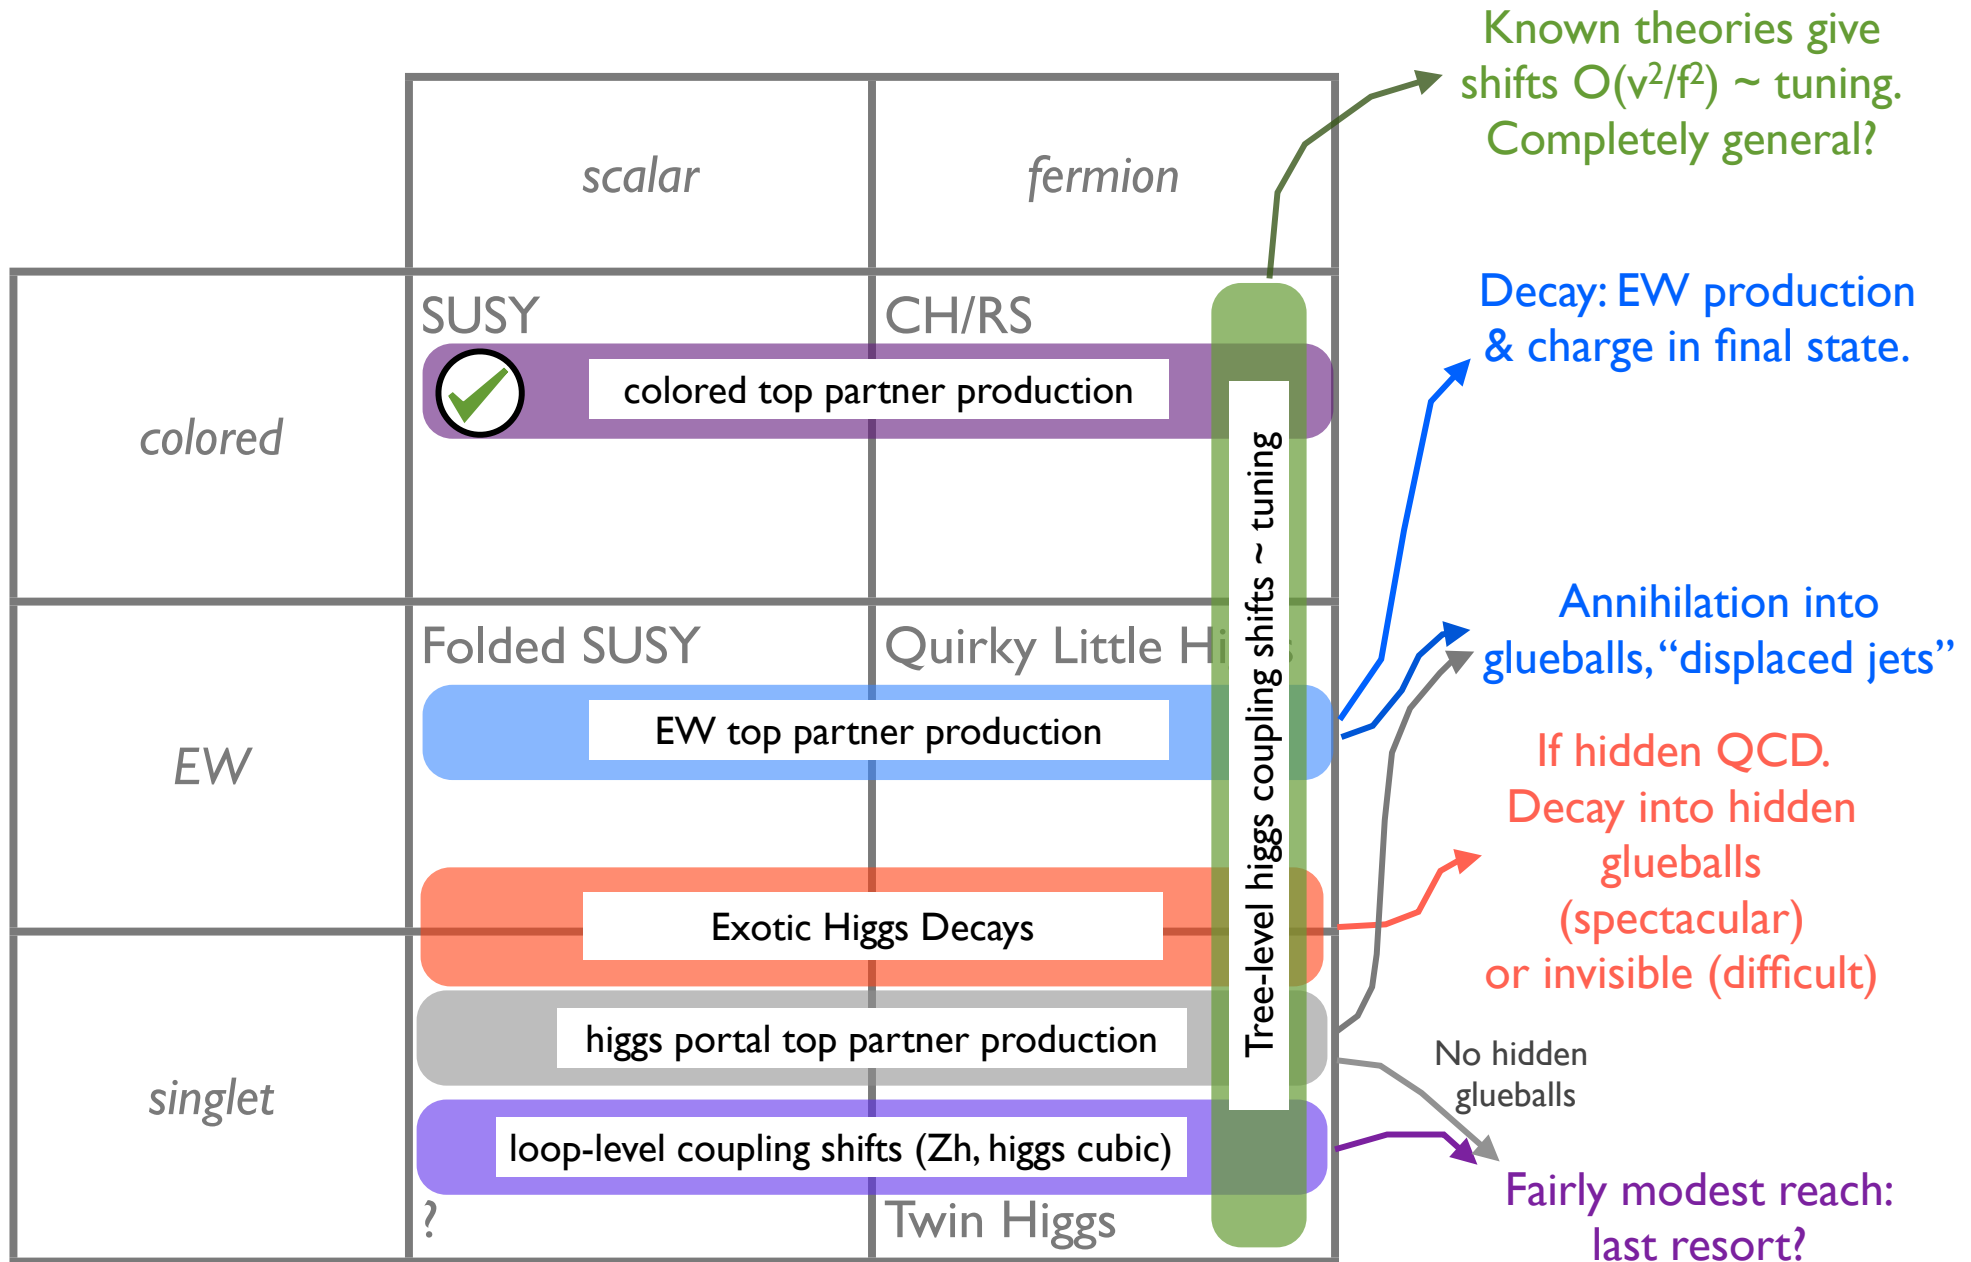 Known theories give
shifts O(v²/f²) ~ tuning.
Completely general?
scalar
fermion
colored
SUSY
CH/RS
colored top partner production
Tree-level higgs coupling shifts ~ tuning
Decay: EW production
& charge in final state.
EW
Folded SUSY
Quirky Little Higgs
EW top partner production
Annihilation into
glueballs, “displaced jets”
Exotic Higgs Decays
If hidden QCD.
Decay into hidden
glueballs
(spectacular)
or invisible (difficult)
singlet
higgs portal top partner production
No hidden
glueballs
loop-level coupling shifts (Zh, higgs cubic)
?
Twin Higgs
Fairly modest reach:
last resort?